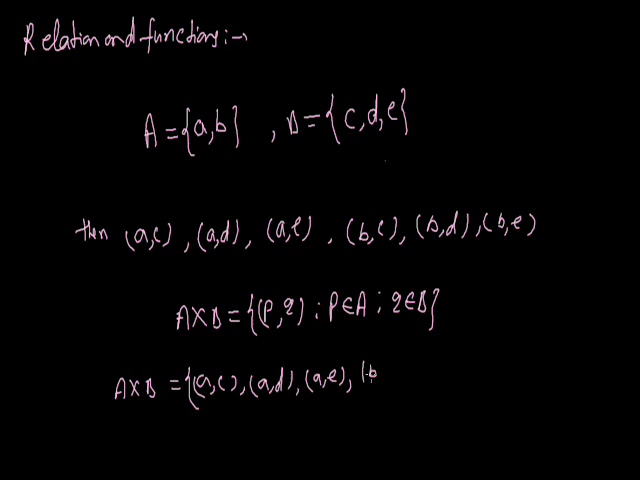 Relation and functions:-
A={a,b} , B={c,d,e}
then (a,c), (a,d), (a,e), (b,c), (b,d), (b,e)
A×B={(p,q); p∈A; q∈B}
A×B={(a,c), (a,d), (a,e), (b